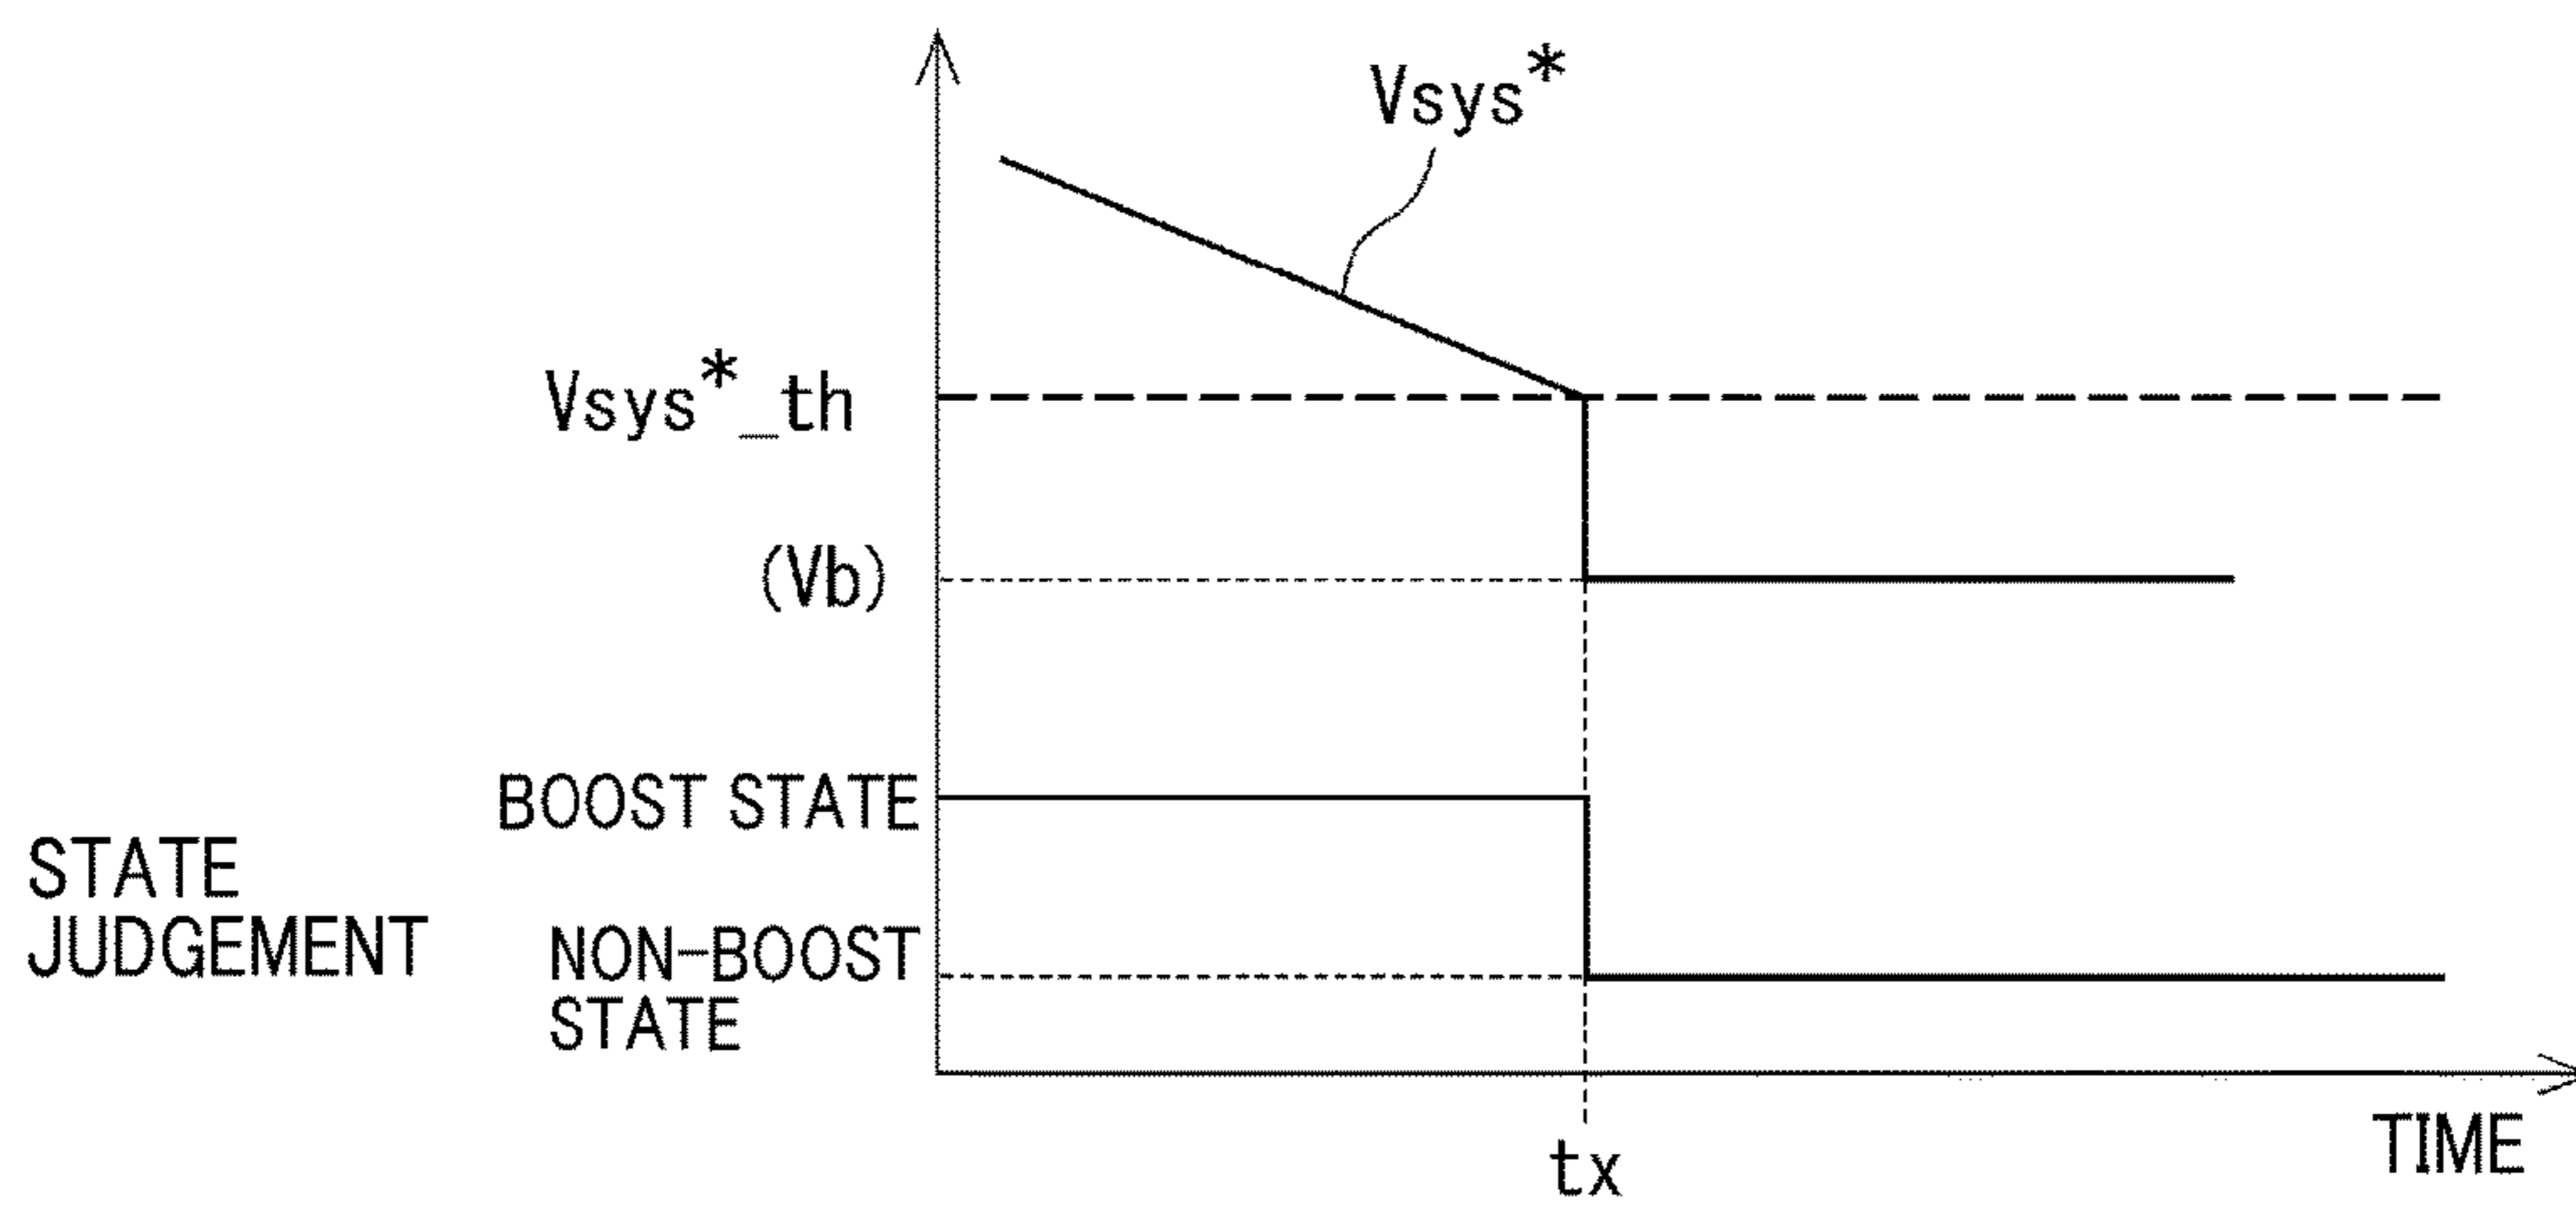 Vsys*
Vsys*_th
(Vb)
BOOST STATE
STATE
JUDGEMENT
NON-BOOST
STATE
TIME
tx